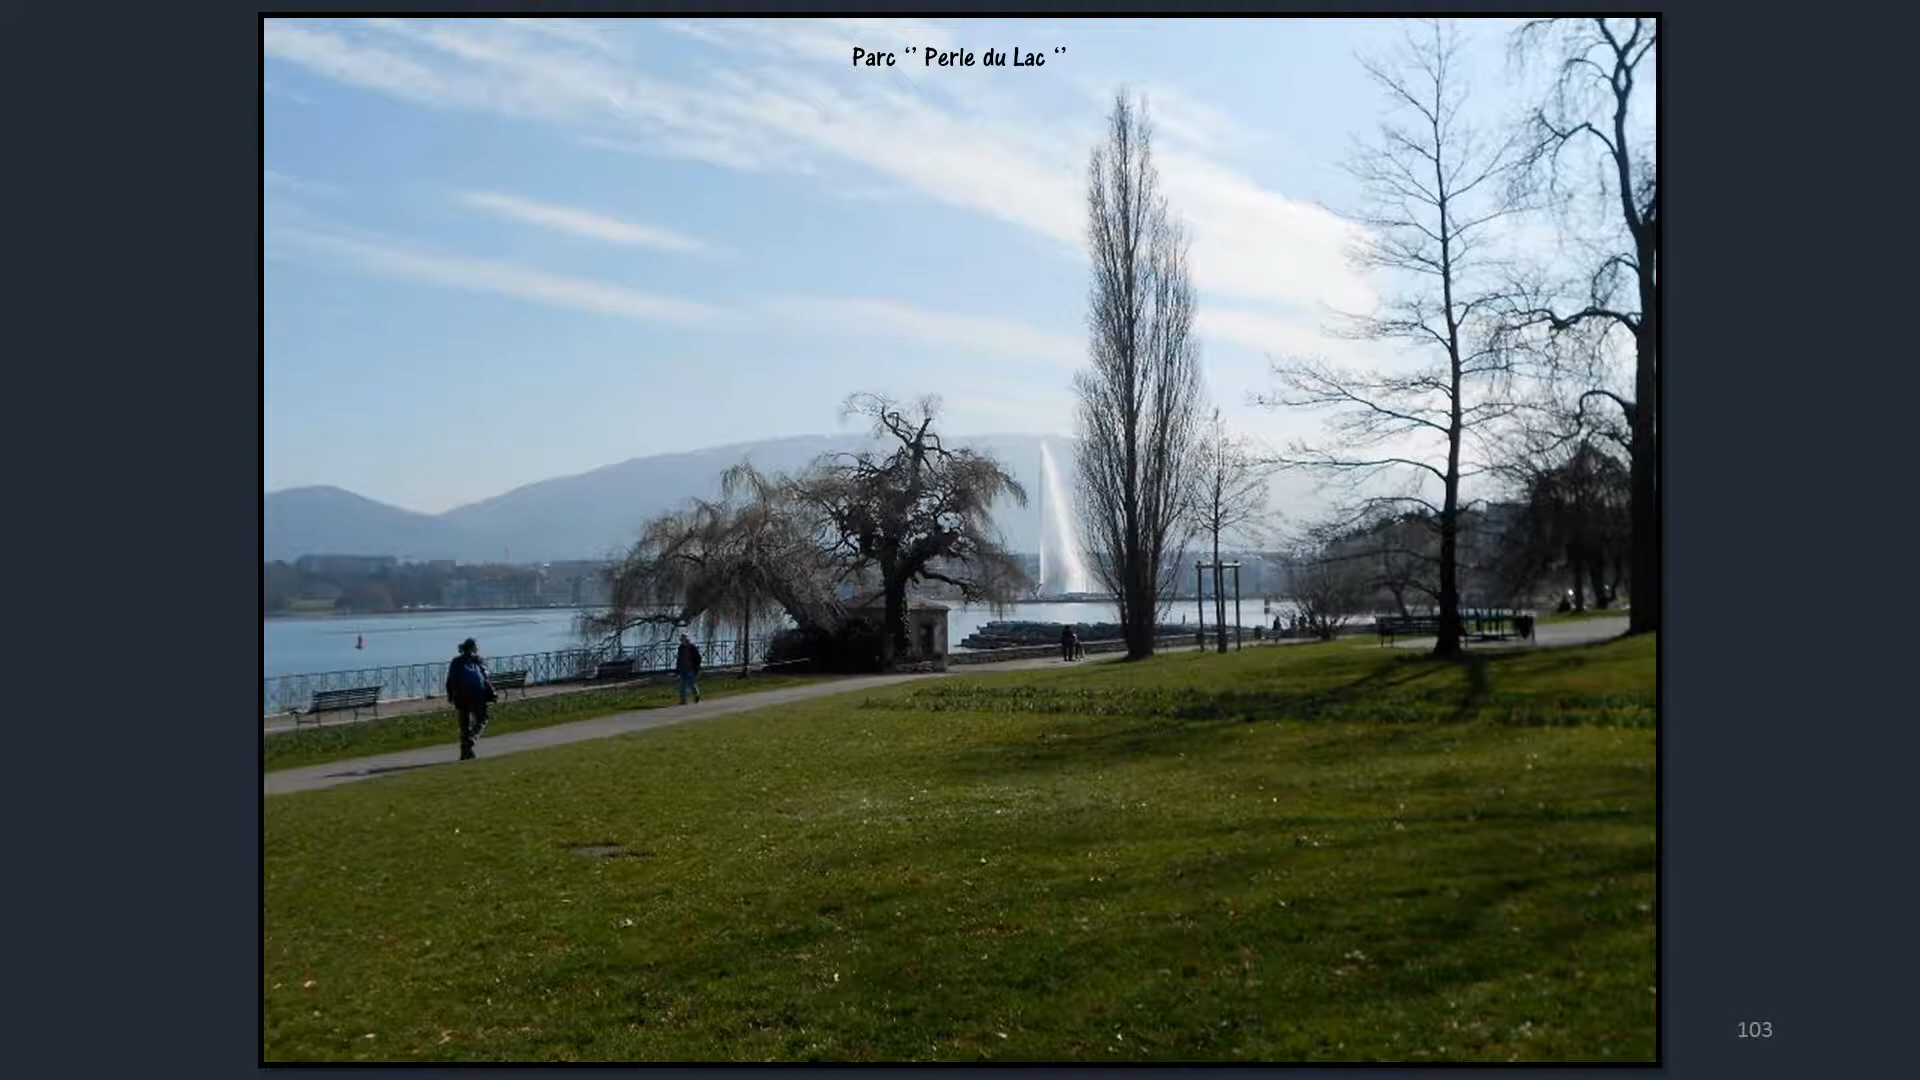 Parc ‘’ Perle du Lac ‘’
103